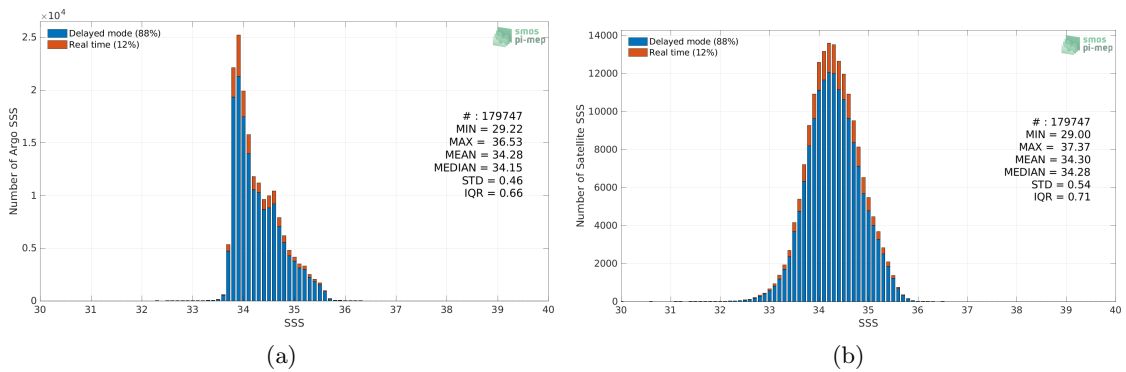 ×10⁴
Delayed mode (88%)
Real time (12%)
smos
pi-mep
# : 179747
MIN = 29.22
MAX = 36.53
MEAN = 34.28
MEDIAN = 34.15
STD = 0.46
IQR = 0.66
Number of Argo SSS
2.5
2
1.5
1
0.5
0
30 31 32 33 34 35 36 37 38 39 40
SSS
(a)
Delayed mode (88%)
Real time (12%)
smos
pi-mep
# : 179747
MIN = 29.00
MAX = 37.37
MEAN = 34.30
MEDIAN = 34.28
STD = 0.54
IQR = 0.71
Number of Satellite SSS
14000
12000
10000
8000
6000
4000
2000
0
30 31 32 33 34 35 36 37 38 39 40
SSS
(b)